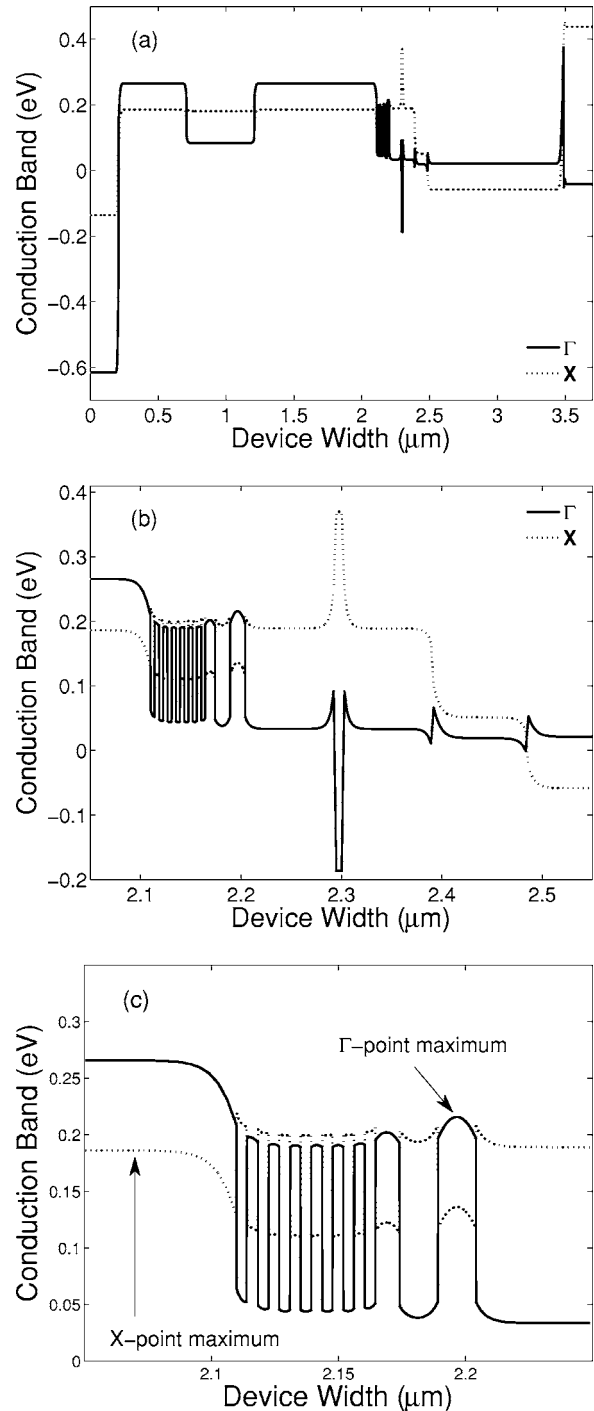 (a)
Conduction Band (eV)
0.4
0.2
0
−0.2
−0.4
−0.6
Γ
X
0 0.5 1 1.5 2 2.5 3 3.5
Device Width (μm)
(b)
Conduction Band (eV)
0.4
0.3
0.2
0.1
0
−0.1
−0.2
Γ
X
2.1 2.2 2.3 2.4 2.5
Device Width (μm)
(c)
Conduction Band (eV)
0.3
0.25
0.2
0.15
0.1
0.05
0
Γ−point maximum
X−point maximum
2.1 2.15 2.2
Device Width (μm)